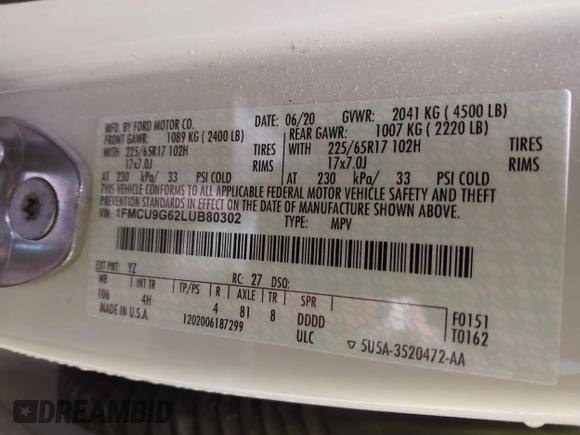 MFD. BY FORD MOTOR CO.
DATE: 06/20 GVWR: 2041 KG ( 4500 LB)
FRONT GAWR: 1089 KG ( 2400 LB) REAR GAWR: 1007 KG ( 2220 LB)
WITH 225/65R17 102H TIRES WITH 225/65R17 102H TIRES
17x7.0J RIMS 17x7.0J RIMS
AT 230 kPa/ 33 PSI COLD AT 230 kPa/ 33 PSI COLD
THIS VEHICLE CONFORMS TO ALL APPLICABLE FEDERAL MOTOR VEHICLE SAFETY AND THEFT
PREVENTION STANDARDS IN EFFECT ON THE DATE OF MANUFACTURE SHOWN ABOVE.
VIN: 1FMCU9G62LUB80302 TYPE: MPV
EXT PNT: YZ RC: 27 DSO:
WB INT TR TP/PS R AXLE TR SPR
106 4H 4 81 8 DDDD F0151
MADE IN U.S.A. 1202006187299 ULC T0162
▽ 5U5A-3520472-AA
DREAMBID